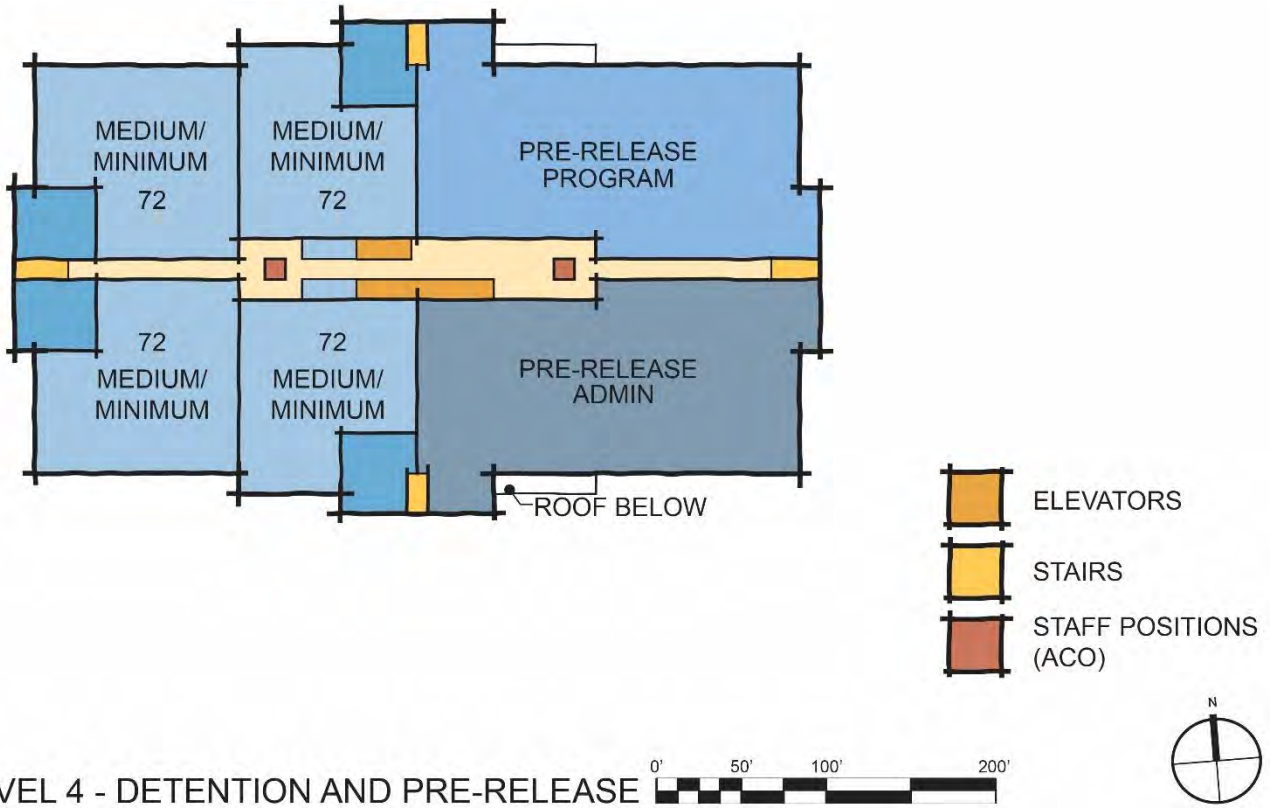 MEDIUM/
MINIMUM
72
MEDIUM/
MINIMUM
72
PRE-RELEASE
PROGRAM
72
MEDIUM/
MINIMUM
72
MEDIUM/
MINIMUM
PRE-RELEASE
ADMIN
ROOF BELOW
ELEVATORS
STAIRS
STAFF POSITIONS
(ACO)
N
VEL 4 - DETENTION AND PRE-RELEASE
0' 50' 100' 200'